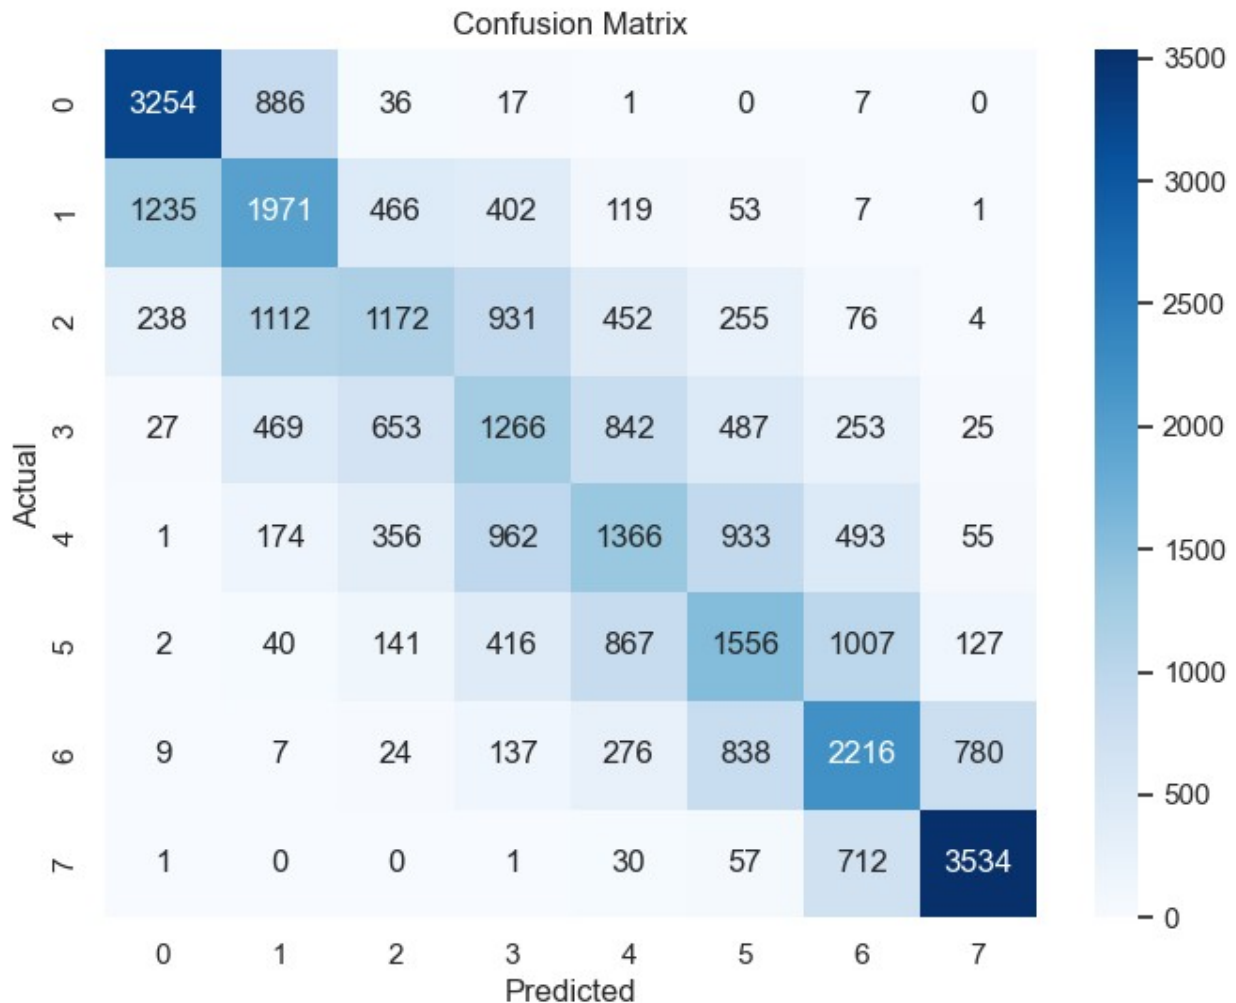 Confusion Matrix
Actual
0 3254 886 36 17 1 0 7 0
1 1235 1971 466 402 119 53 7 1
2 238 1112 1172 931 452 255 76 4
3 27 469 653 1266 842 487 253 25
4 1 174 356 962 1366 933 493 55
5 2 40 141 416 867 1556 1007 127
6 9 7 24 137 276 838 2216 780
7 1 0 0 1 30 57 712 3534
0 1 2 3 4 5 6 7
Predicted
3500
3000
2500
2000
1500
1000
500
0